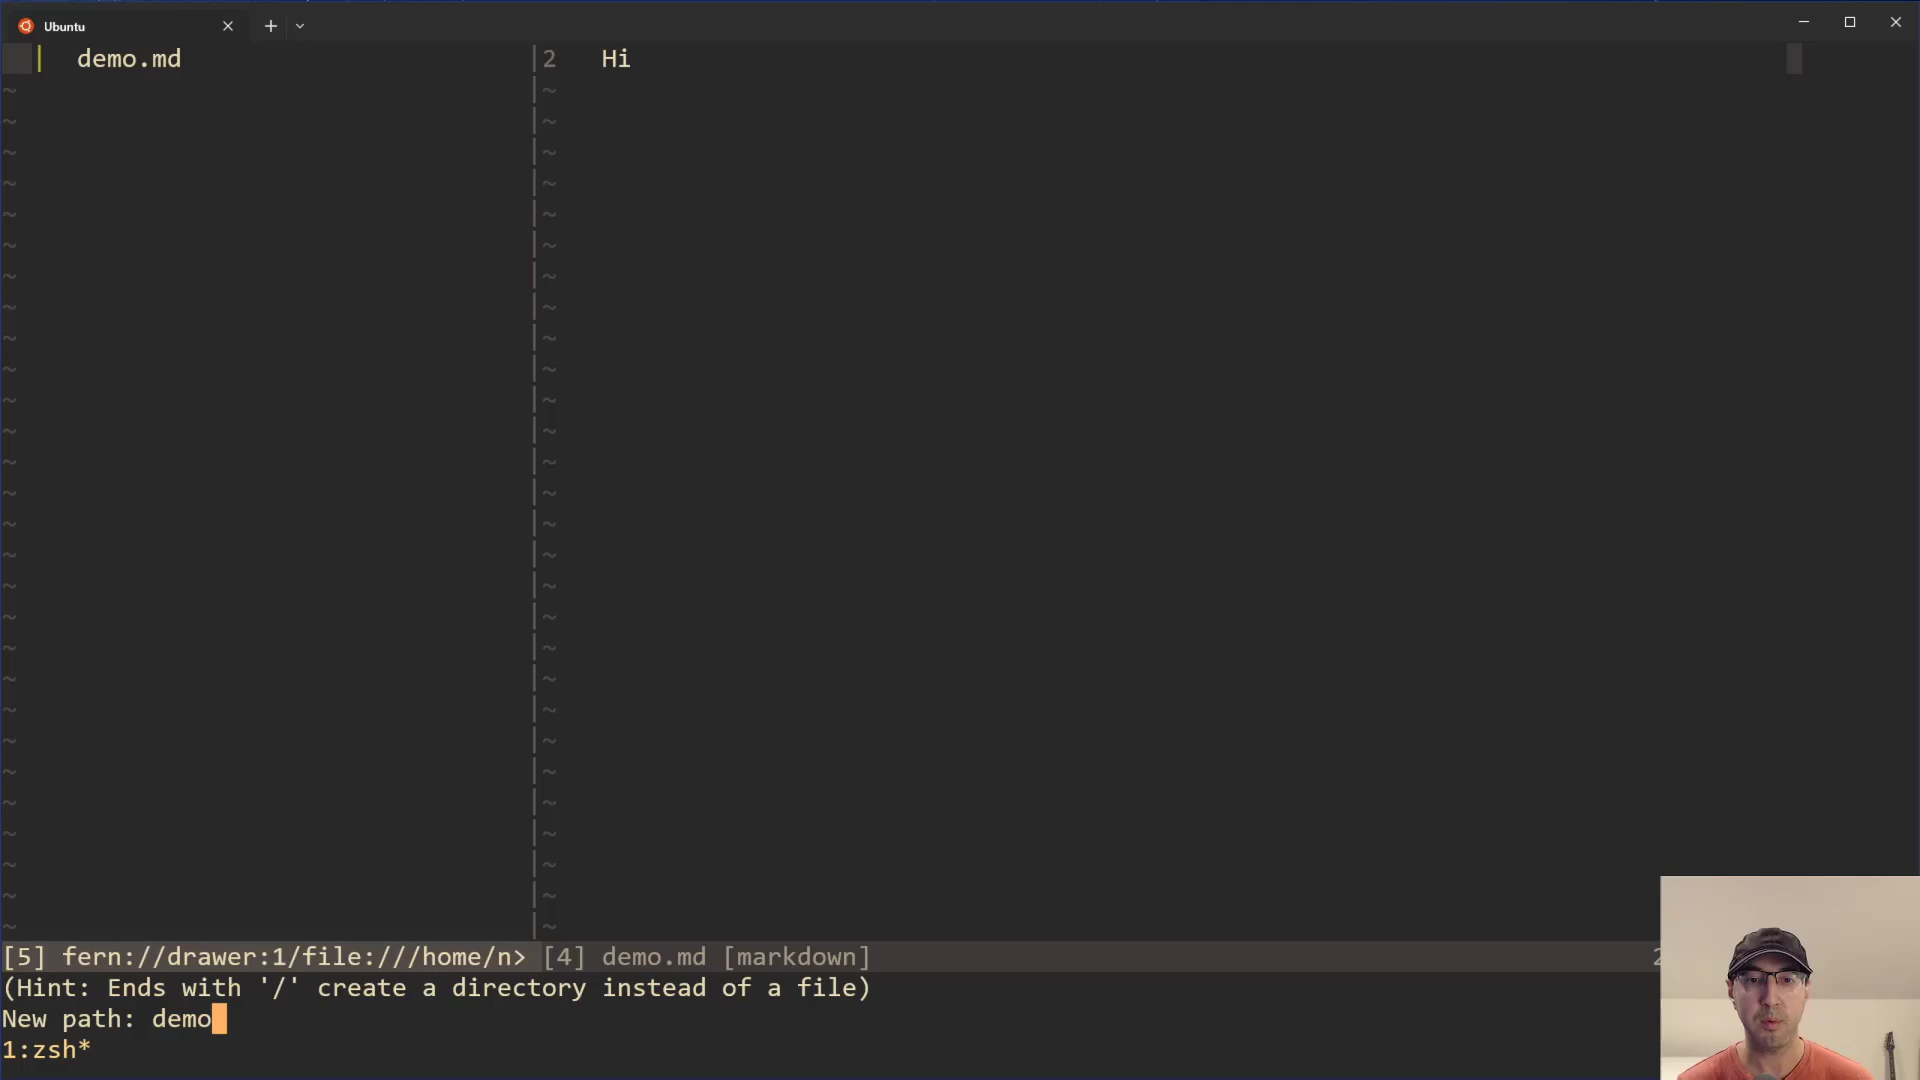 Ubuntu
demo.md
2 Hi
[5] fern://drawer:1/file:///home/n> [4] demo.md [markdown] 2
(Hint: Ends with '/' create a directory instead of a file)
New path: demo
1:zsh*